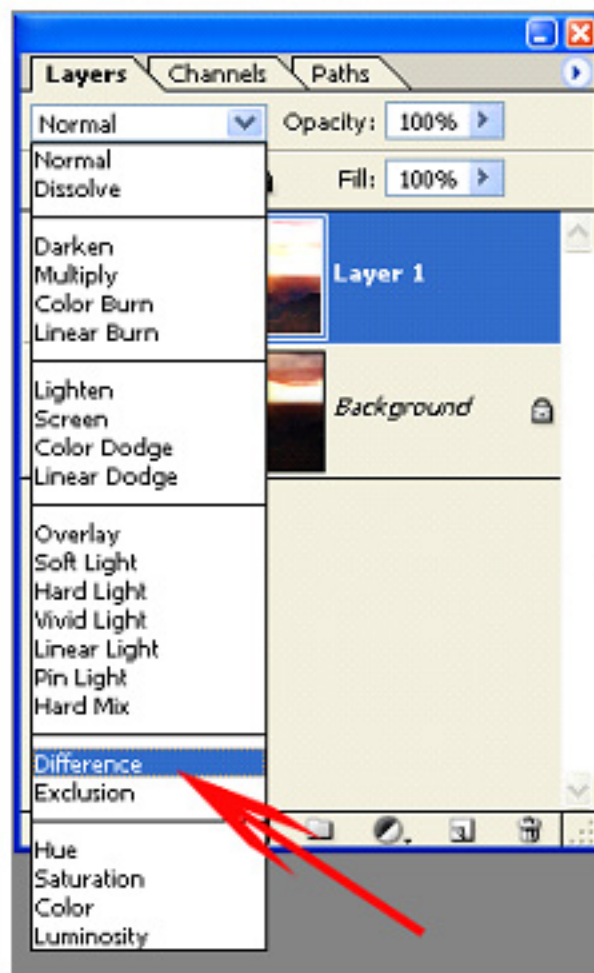 Layers Channels Paths
Normal Opacity: 100%
Normal Fill: 100%
Dissolve
Darken
Multiply Layer 1
Color Burn
Linear Burn
Lighten
Screen Background
Color Dodge
Linear Dodge
Overlay
Soft Light
Hard Light
Vivid Light
Linear Light
Pin Light
Hard Mix
Difference
Exclusion
Hue
Saturation
Color
Luminosity